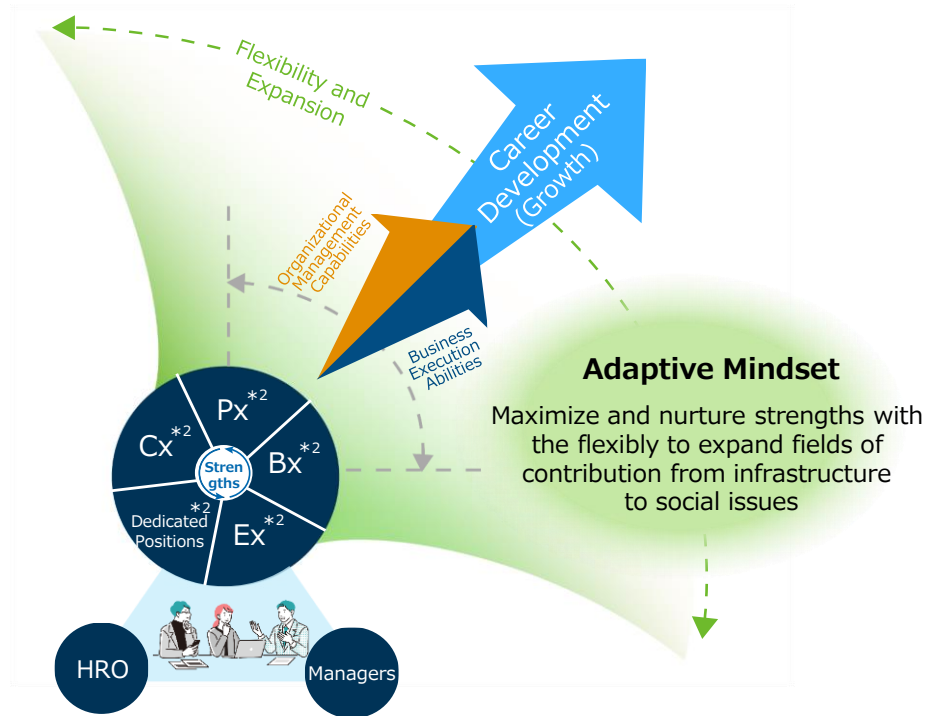 Flexibility and
Expansion
Career
Development
(Growth)
Organizational
Management
Capabilities
Business
Execution
Abilities
Adaptive Mindset
Maximize and nurture strengths with
the flexibly to expand fields of
contribution from infrastructure
to social issues
Px*2
Cx*2
Bx*2
Stren
gths
*2
Dedicated
Positions
Ex*2
HRO
Managers